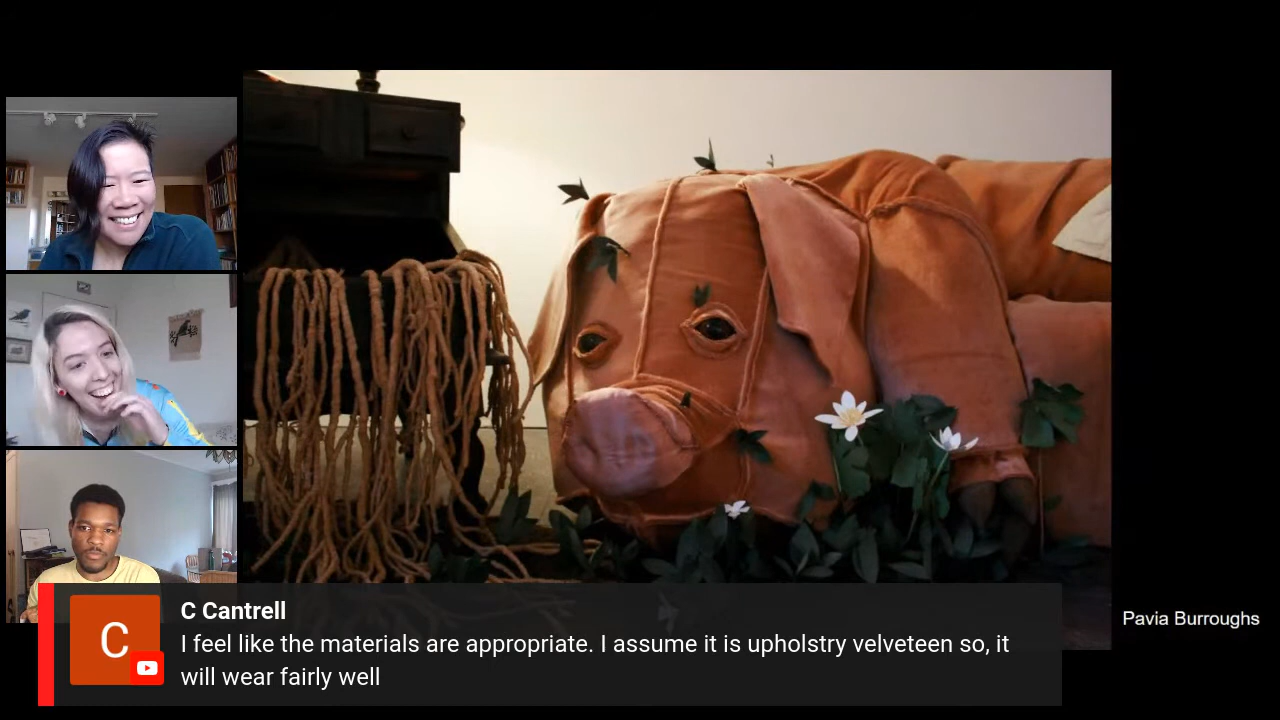 C
C Cantrell
I feel like the materials are appropriate. I assume it is upholstry velveteen so, it
will wear fairly well
Pavia Burroughs